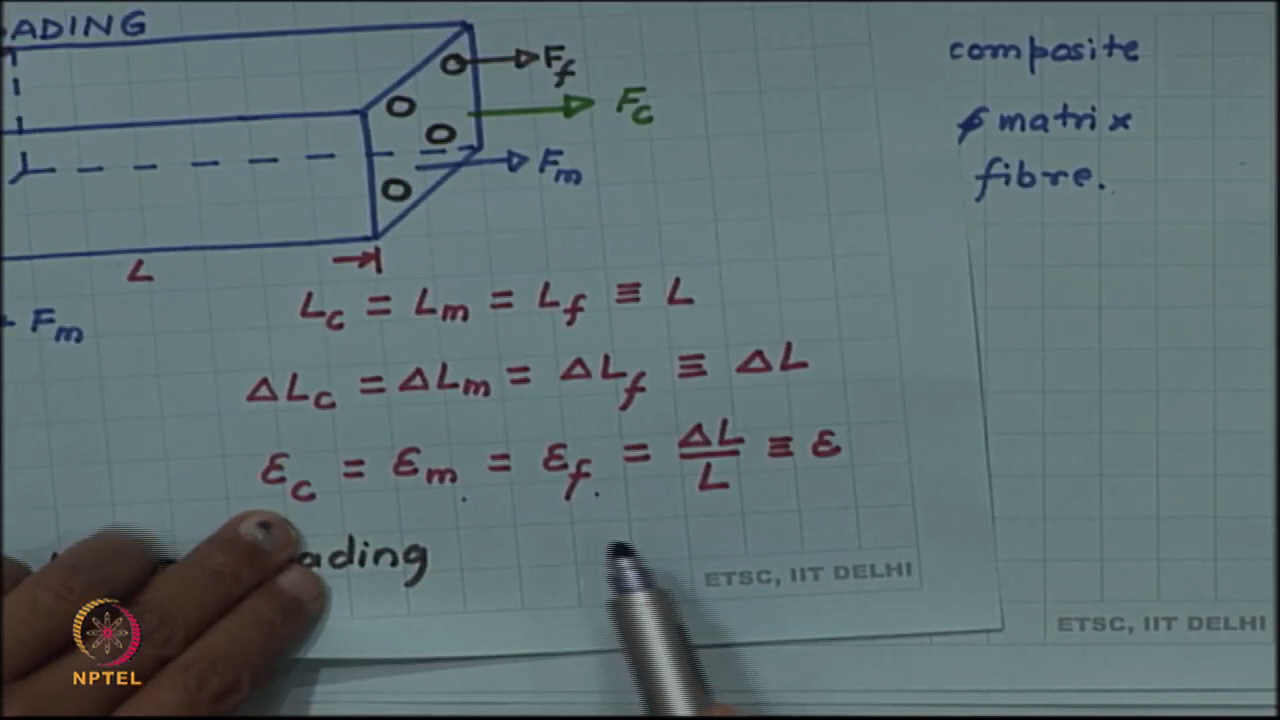 ADING
F_f
F_c
F_m
L
composite
matrix
fibre.
F_m
L_c = L_m = L_f ≡ L
ΔL_c = ΔL_m = ΔL_f ≡ ΔL
ε_c = ε_m = ε_f = ΔL/L ≡ ε
ading
ETSC, IIT DELHI
ETSC, IIT DELHI
NPTEL